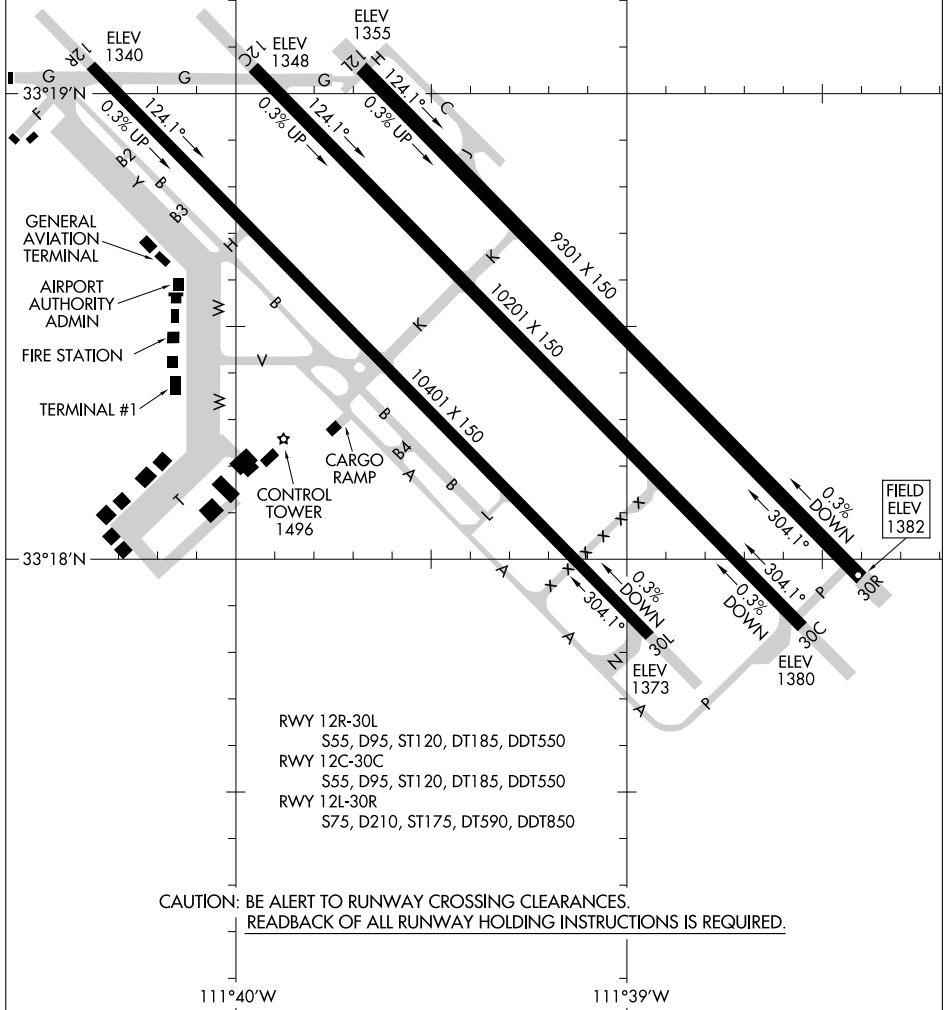 ELEV
1340
ELEV
1348
ELEV
1355
12R
12C
12L
H
G
G
G
33°19'N
F
124.1°
0.3% UP
124.1°
0.3% UP
124.1°
0.3% UP
C
J
B2
Y
B
B3
H
K
K
GENERAL
AVIATION
TERMINAL
AIRPORT
AUTHORITY
ADMIN
FIRE STATION
TERMINAL #1
W
W
V
B
9301 X 150
10201 X 150
10401 X 150
B
B4
A
B
L
CARGO
RAMP
CONTROL
TOWER
1496
T
33°18'N
A
X X X X X X
0.3%
DOWN
304.1°
0.3%
DOWN
304.1°
0.3%
DOWN
304.1°
FIELD
ELEV
1382
P
30R
30C
30L
A
N
A
P
ELEV
1373
ELEV
1380
RWY 12R-30L
S55, D95, ST120, DT185, DDT550
RWY 12C-30C
S55, D95, ST120, DT185, DDT550
RWY 12L-30R
S75, D210, ST175, DT590, DDT850
CAUTION: BE ALERT TO RUNWAY CROSSING CLEARANCES.
READBACK OF ALL RUNWAY HOLDING INSTRUCTIONS IS REQUIRED.
111°40'W
111°39'W